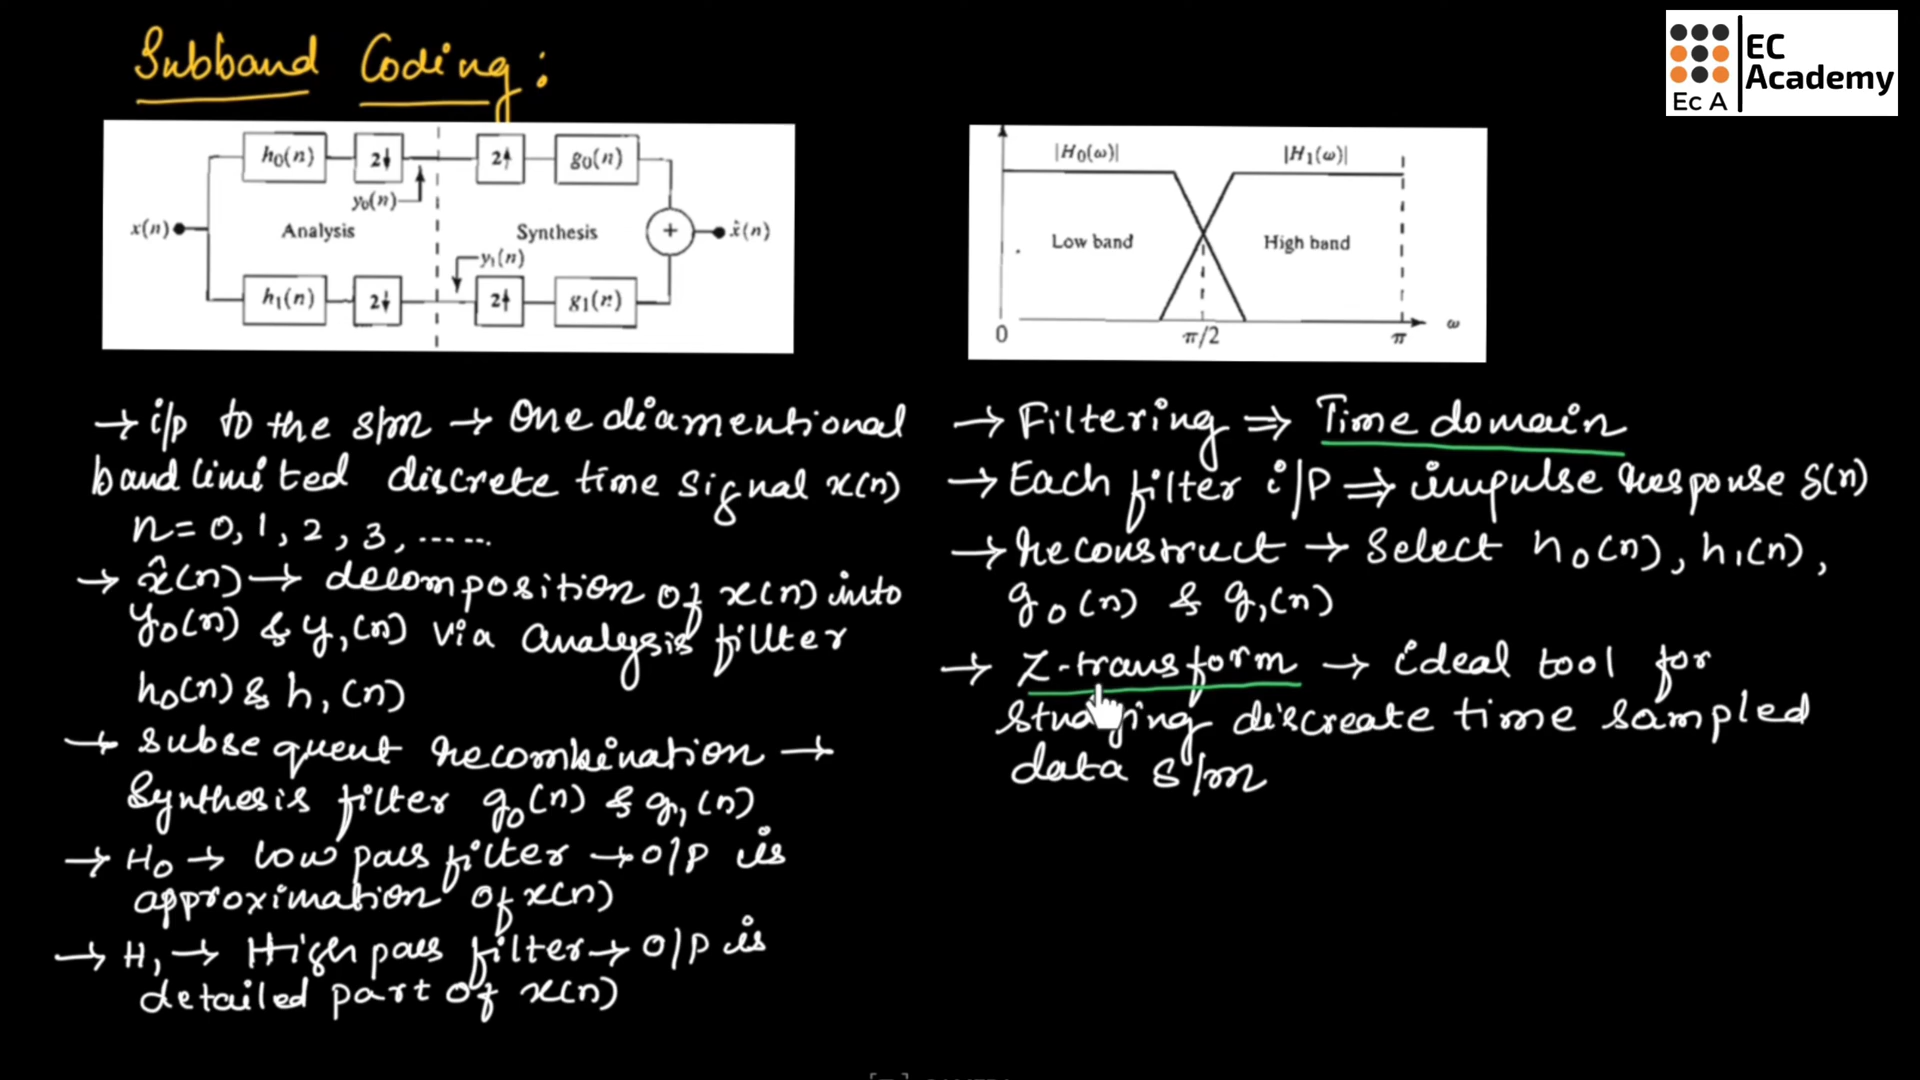 Subband Coding:
EC
Academy
Ec A
h0(n) 2↓ 2↑ g0(n)
y0(n)
x(n) Analysis Synthesis + x̂(n)
y1(n)
h1(n) 2↓ 2↑ g1(n)
|H0(ω)| |H1(ω)|
Low band High band
0 π/2 π ω
→ i/p to the s/m → One diamentional
bandlimited discrete time signal x(n)
n = 0, 1, 2, 3, ......
→ x̂(n) → decomposition of x(n) into
y0(n) & y1(n) via analysis fillter
h0(n) & h1(n)
→ subsequent recombination →
Synthesis filter g0(n) & g1(n)
→ H0 → low pass filter → O/P is
approximation of x(n)
→ H1 → High pass filter → O/P is
detailed part of x(n)
→ Filtering ⇒ Time domain
→ Each filter i/p ⇒ impulse response δ(n)
→ Reconstruct → Select h0(n), h1(n),
g0(n) & g1(n)
→ Z-transform → ideal tool for
discreate time sampled
data s/m